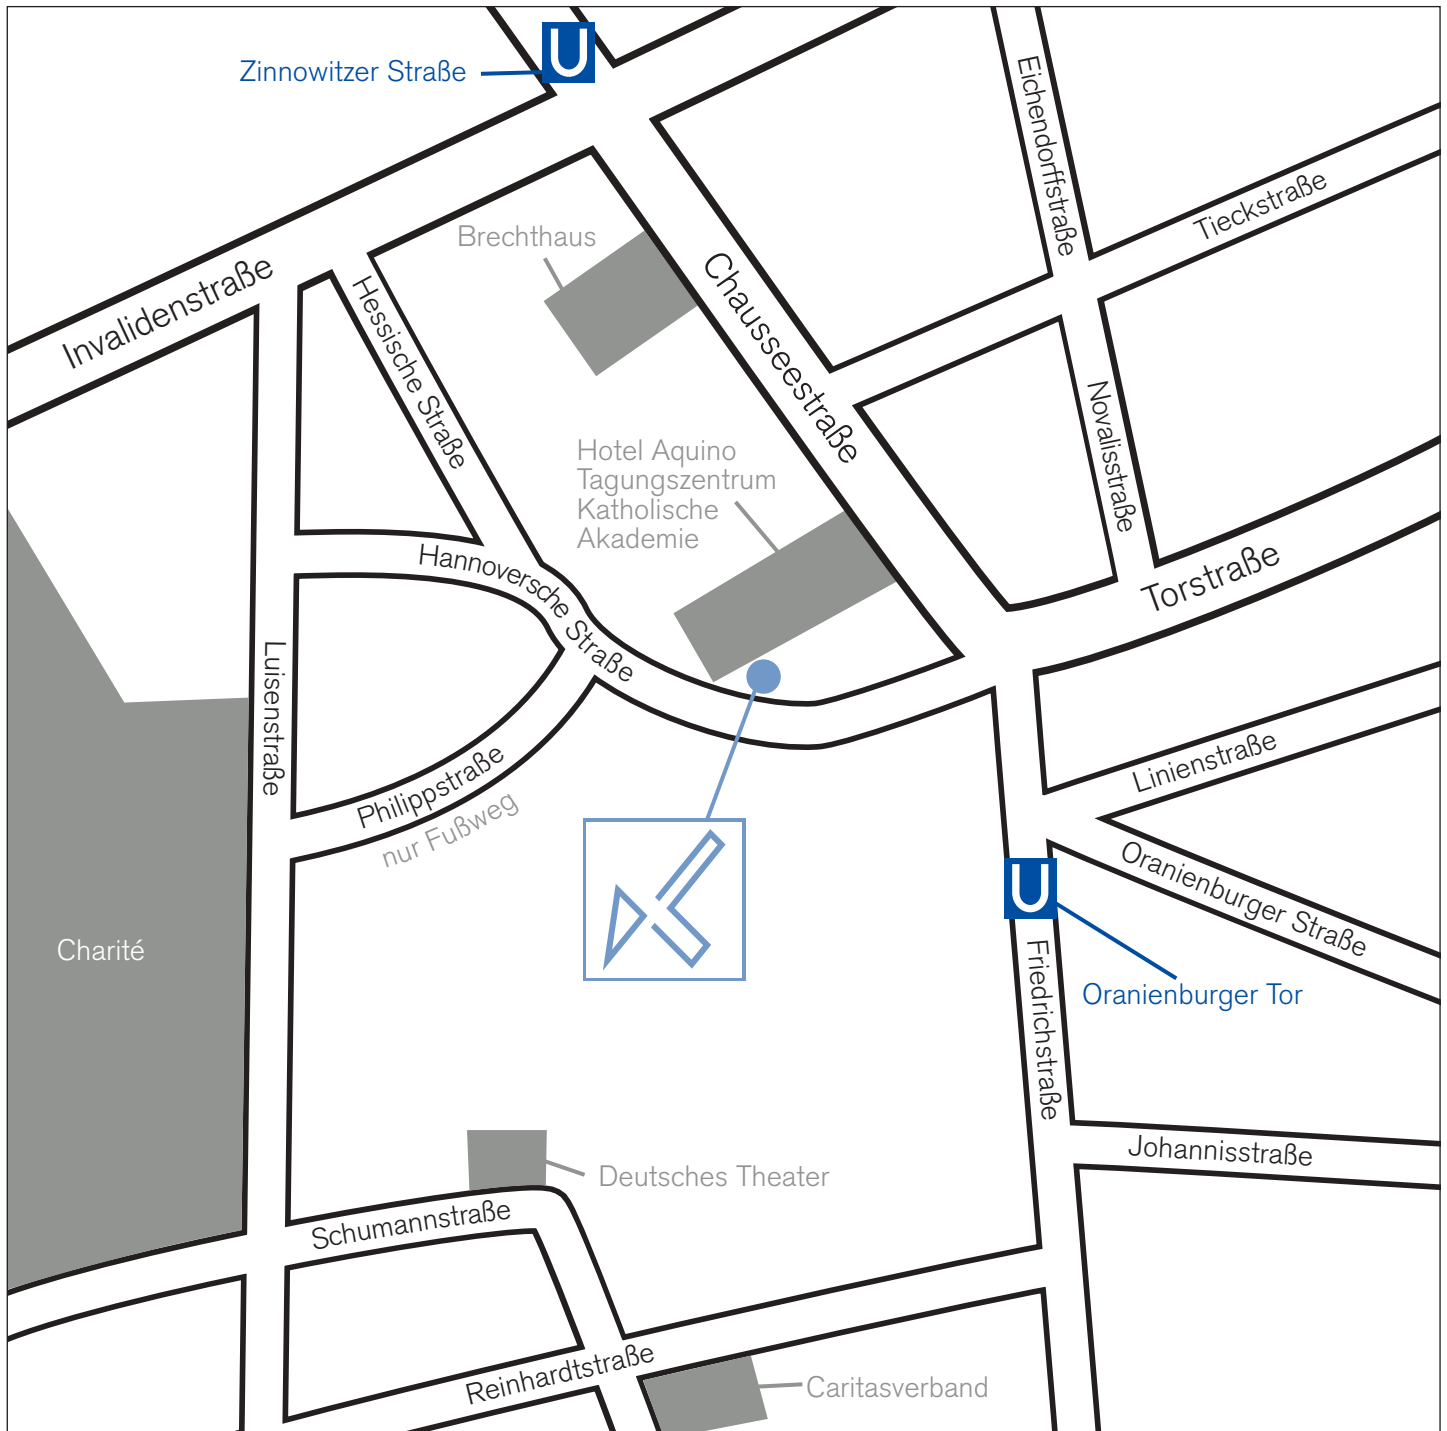 U
Zinnowitzer Straße
Eichendorffstraße
Tieckstraße
Brechthaus
Invalidenstraße
Hessische Straße
Chausseestraße
Novalisstraße
Hotel Aquino
Tagungszentrum
Katholische
Akademie
Hannoversche Straße
Torstraße
Luisenstraße
Linienstraße
Philippstraße
nur Fußweg
Oranienburger Straße
U
Charité
Friedrichstraße
Oranienburger Tor
Johannisstraße
Deutsches Theater
Schumannstraße
Reinhardtstraße
Caritasverband